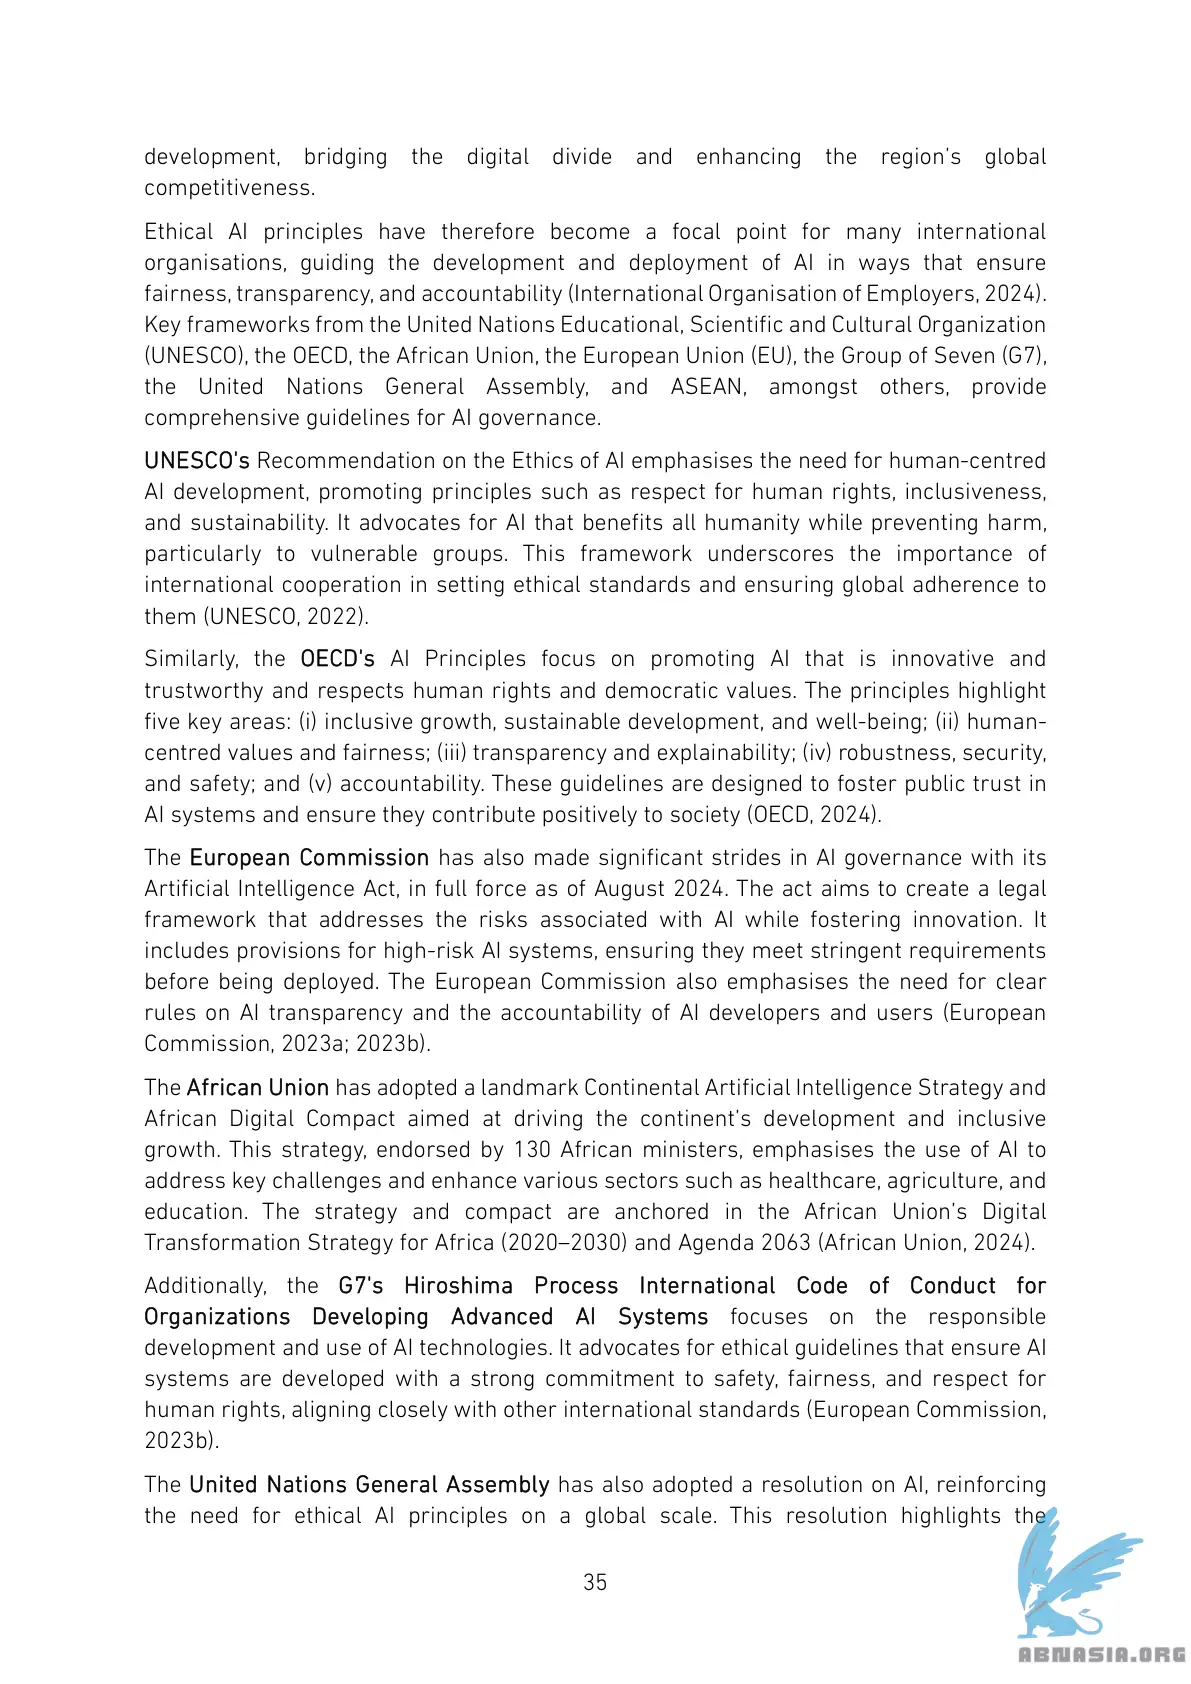 development, bridging the digital divide and enhancing the region's global
competitiveness.
Ethical AI principles have therefore become a focal point for many international
organisations, guiding the development and deployment of AI in ways that ensure
fairness, transparency, and accountability (International Organisation of Employers, 2024).
Key frameworks from the United Nations Educational, Scientific and Cultural Organization
(UNESCO), the OECD, the African Union, the European Union (EU), the Group of Seven (G7),
the United Nations General Assembly, and ASEAN, amongst others, provide
comprehensive guidelines for AI governance.
UNESCO's Recommendation on the Ethics of AI emphasises the need for human-centred
AI development, promoting principles such as respect for human rights, inclusiveness,
and sustainability. It advocates for AI that benefits all humanity while preventing harm,
particularly to vulnerable groups. This framework underscores the importance of
international cooperation in setting ethical standards and ensuring global adherence to
them (UNESCO, 2022).
Similarly, the OECD's AI Principles focus on promoting AI that is innovative and
trustworthy and respects human rights and democratic values. The principles highlight
five key areas: (i) inclusive growth, sustainable development, and well-being; (ii) human-
centred values and fairness; (iii) transparency and explainability; (iv) robustness, security,
and safety; and (v) accountability. These guidelines are designed to foster public trust in
AI systems and ensure they contribute positively to society (OECD, 2024).
The European Commission has also made significant strides in AI governance with its
Artificial Intelligence Act, in full force as of August 2024. The act aims to create a legal
framework that addresses the risks associated with AI while fostering innovation. It
includes provisions for high-risk AI systems, ensuring they meet stringent requirements
before being deployed. The European Commission also emphasises the need for clear
rules on AI transparency and the accountability of AI developers and users (European
Commission, 2023a; 2023b).
The African Union has adopted a landmark Continental Artificial Intelligence Strategy and
African Digital Compact aimed at driving the continent's development and inclusive
growth. This strategy, endorsed by 130 African ministers, emphasises the use of AI to
address key challenges and enhance various sectors such as healthcare, agriculture, and
education. The strategy and compact are anchored in the African Union's Digital
Transformation Strategy for Africa (2020–2030) and Agenda 2063 (African Union, 2024).
Additionally, the G7's Hiroshima Process International Code of Conduct for
Organizations Developing Advanced AI Systems focuses on the responsible
development and use of AI technologies. It advocates for ethical guidelines that ensure AI
systems are developed with a strong commitment to safety, fairness, and respect for
human rights, aligning closely with other international standards (European Commission,
2023b).
The United Nations General Assembly has also adopted a resolution on AI, reinforcing
the need for ethical AI principles on a global scale. This resolution highlights the
35
ABNASIA.ORG